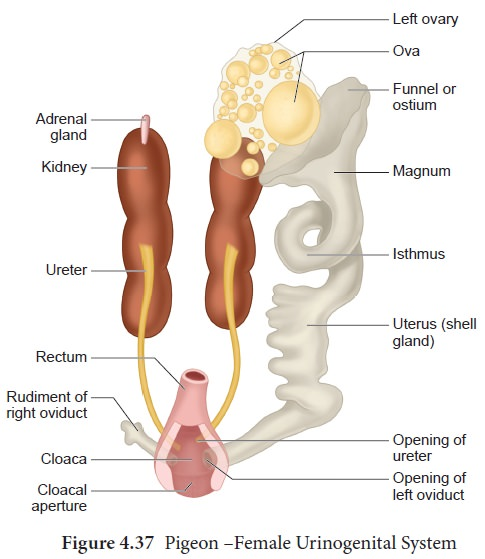 Left ovary
Ova
Funnel or
ostium
Adrenal
gland
Kidney
Magnum
Isthmus
Ureter
Uterus (shell
gland)
Rectum
Rudiment of
right oviduct
Cloaca
Cloacal
aperture
Opening of
ureter
Opening of
left oviduct
Figure 4.37 Pigeon –Female Urinogenital System